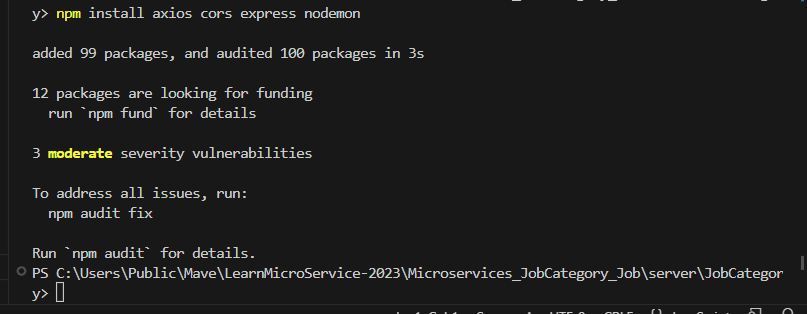 y> npm install axios cors express nodemon
added 99 packages, and audited 100 packages in 3s
12 packages are looking for funding
run `npm fund` for details
3 moderate severity vulnerabilities
To address all issues, run:
npm audit fix
Run `npm audit` for details.
PS C:\Users\Public\Mave\LearnMicroService-2023\Microservices_JobCategory_Job\server\JobCategor
y>